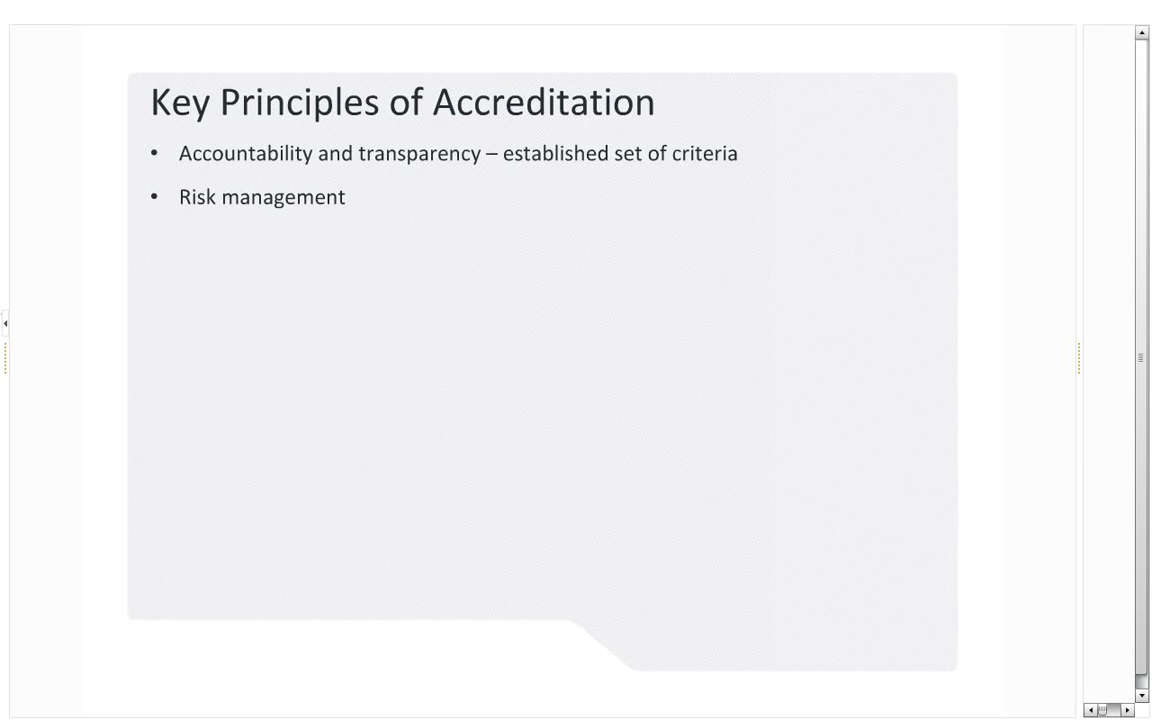 Key Principles of Accreditation
• Accountability and transparency – established set of criteria
• Risk management